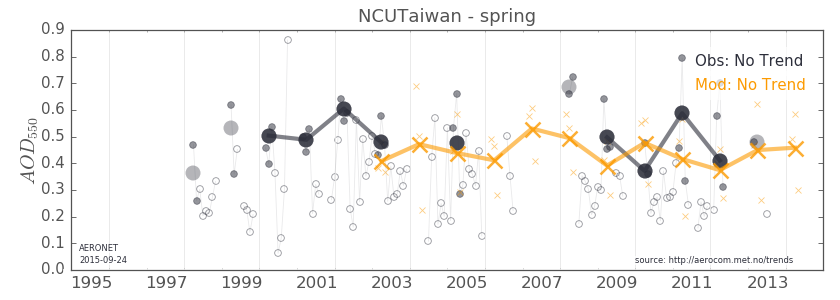 NCUTaiwan - spring
0.9
0.8
0.7
0.6
0.5
0.4
0.3
0.2
0.1
0.0
AOD550
Obs: No Trend
Mod: No Trend
AERONET
2015-09-24
source: http://aerocom.met.no/trends
1995 1997 1999 2001 2003 2005 2007 2009 2011 2013